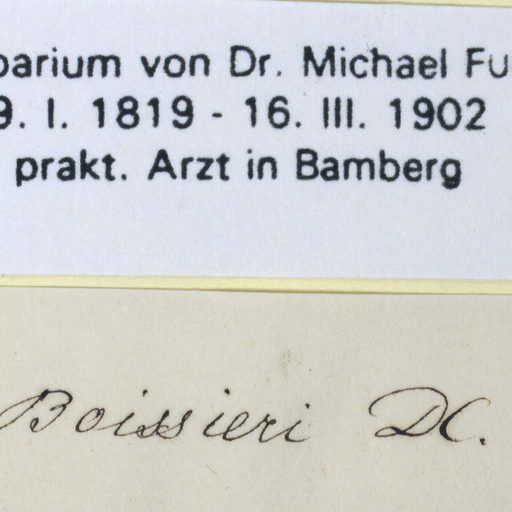 barium von Dr. Michael Fu
9. I. 1819 - 16. III. 1902
prakt. Arzt in Bamberg
Boissieri DC.